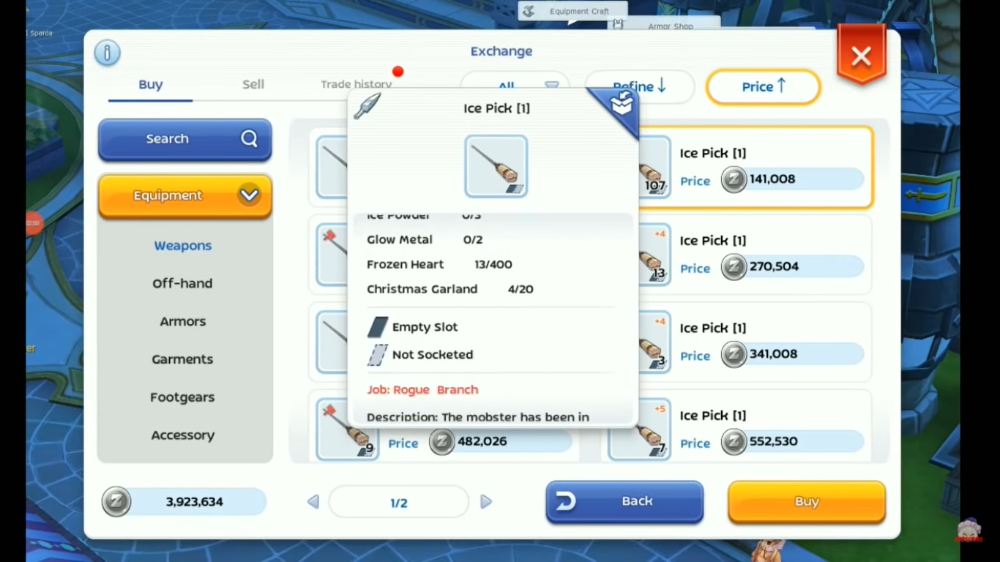 Equipment Craft
Armor Shop
Sparda
Exchange
Buy
Sell
Trade history
All
Refine↓
Price↑
Search
Equipment
Weapons
Off-hand
Armors
Garments
Footgears
Accessory
Ice Pick [1]
Ice Powder 0/3
Glow Metal 0/2
Frozen Heart 13/400
Christmas Garland 4/20
Empty Slot
Not Socketed
Job: Rogue Branch
Description: The mobster has been in
107
Ice Pick [1]
Price Z 141,008
+4
13
Ice Pick [1]
Price Z 270,504
+4
3
Ice Pick [1]
Price Z 341,008
9
Price Z 482,026
+5
7
Ice Pick [1]
Price Z 552,530
Z 3,923,634
1/2
Back
Buy